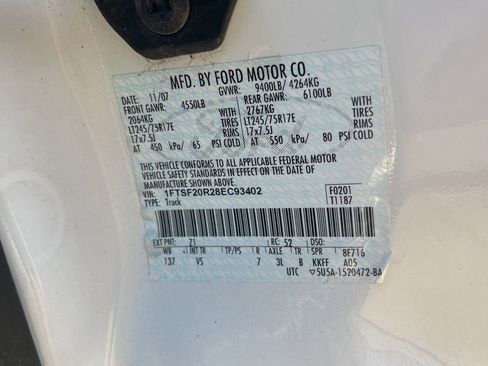 MFD. BY FORD MOTOR CO.
DATE: 11/07 GVWR: 9400LB/ 4264KG
FRONT GAWR: 4550LB REAR GAWR: 6100LB
2064KG WITH 2767KG WITH
LT245/75R17E TIRES LT245/75R17E TIRES
17x7.5J RIMS 17x7.5J RIMS
AT 450 kPa/ 65 PSI COLD AT 550 kPa/ 80 PSI COLD
THIS VEHICLE CONFORMS TO ALL APPLICABLE FEDERAL MOTOR
VEHICLE SAFETY STANDARDS IN EFFECT ON THE DATE OF
MANUFACTURE SHOWN ABOVE.
VIN: 1FTSF20R28EC93402 F0201
TYPE: Truck T1187
EXT PNT: Z1 RC: 52 DSO:
WB INT TR TP/PS R AXLE TR SPR BF716
137 VS 7 3L B KKFF A05
UTC ▽5U5A-1520472-BA